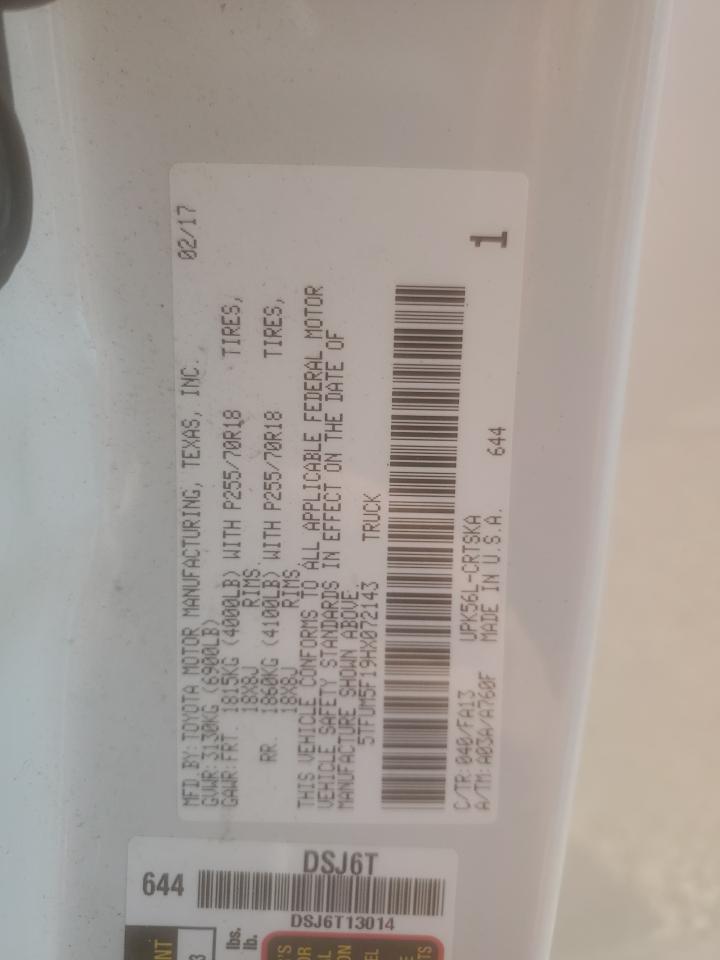 MFD.BY:TOYOTA MOTOR MANUFACTURING, TEXAS, INC. 02/17
GVWR:3130KG (6900LB)
GAWR:FRT. 1815KG (4000LB) WITH P255/70R18 TIRES,
18X8J RIMS.
RR. 1860KG (4100LB) WITH P255/70R18 TIRES,
18X8J RIMS
THIS VEHICLE CONFORMS TO ALL APPLICABLE FEDERAL MOTOR
VEHICLE SAFETY STANDARDS IN EFFECT ON THE DATE OF
MANUFACTURE SHOWN ABOVE.
5TFUM5F19HX072143 TRUCK
1
C/TR:040/FA13 UPK56L-CRTSKA 644
A/TM:A03A/A760F MADE IN U.S.A.
DSJ6T
644
DSJ6T13014
lbs.
lb.